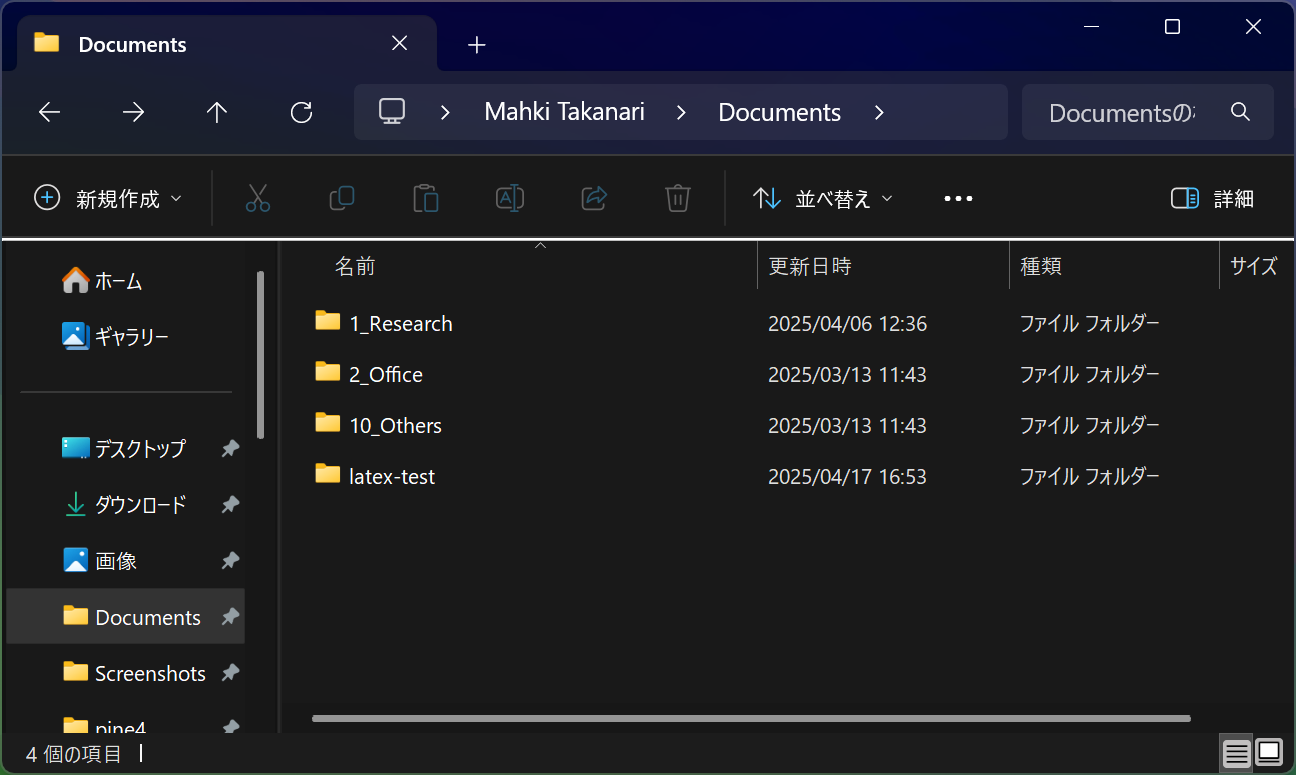 Documents
Mahki Takanari Documents Documentsの
新規作成 並べ替え 詳細
名前 更新日時 種類 サイズ
ホーム
ギャラリー
デスクトップ
ダウンロード
画像
Documents
Screenshots
pine4
1_Research 2025/04/06 12:36 ファイル フォルダー
2_Office 2025/03/13 11:43 ファイル フォルダー
10_Others 2025/03/13 11:43 ファイル フォルダー
latex-test 2025/04/17 16:53 ファイル フォルダー
4 個の項目